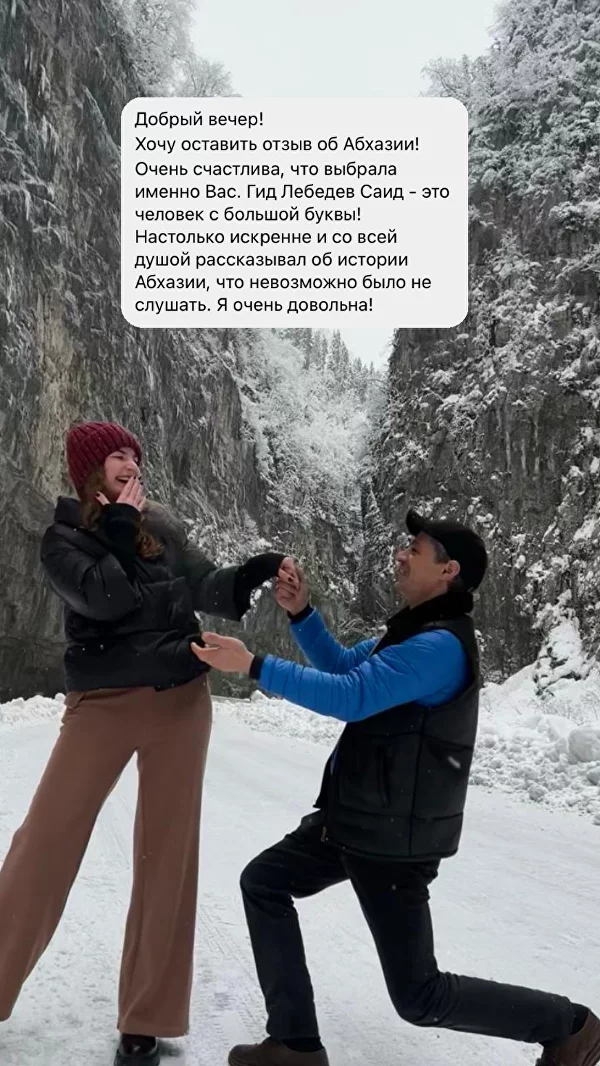 Добрый вечер!
Хочу оставить отзыв об Абхазии!
Очень счастлива, что выбрала
именно Вас. Гид Лебедев Саид - это
человек с большой буквы!
Настолько искренне и со всей
душой рассказывал об истории
Абхазии, что невозможно было не
слушать. Я очень довольна!